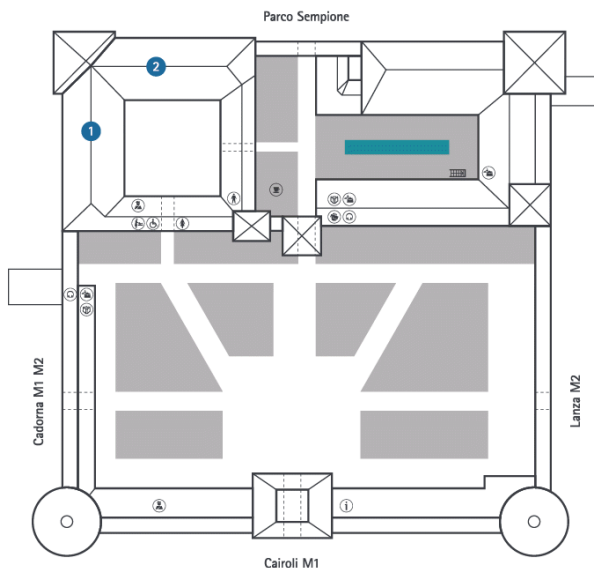 Parco Sempione
2
1
Cadorna M1 M2
Lanza M2
i
Cairoli M1